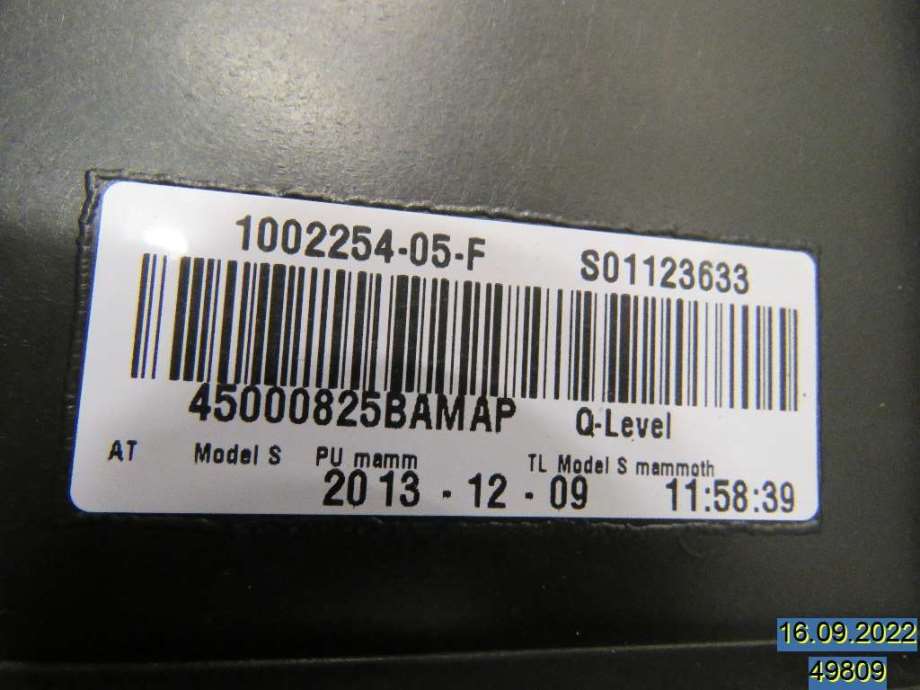 1002254-05-F S01123633
45000825BAMAP Q-Level
AT Model S PU mamm TL Model S mammoth
2013 - 12 - 09 11:58:39
16.09.2022
49809